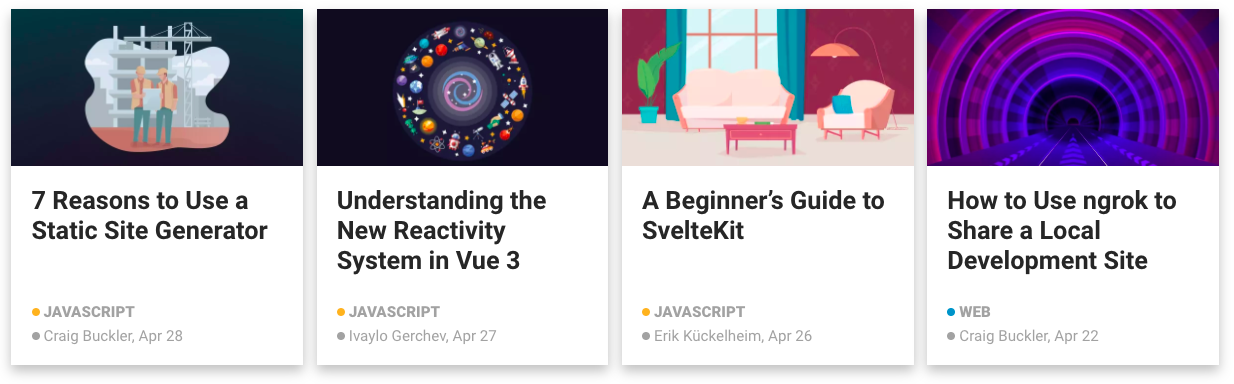 7 Reasons to Use a
Static Site Generator
JAVASCRIPT
Craig Buckler, Apr 28
Understanding the
New Reactivity
System in Vue 3
JAVASCRIPT
Ivaylo Gerchev, Apr 27
A Beginner’s Guide to
SvelteKit
JAVASCRIPT
Erik Kückelheim, Apr 26
How to Use ngrok to
Share a Local
Development Site
WEB
Craig Buckler, Apr 22